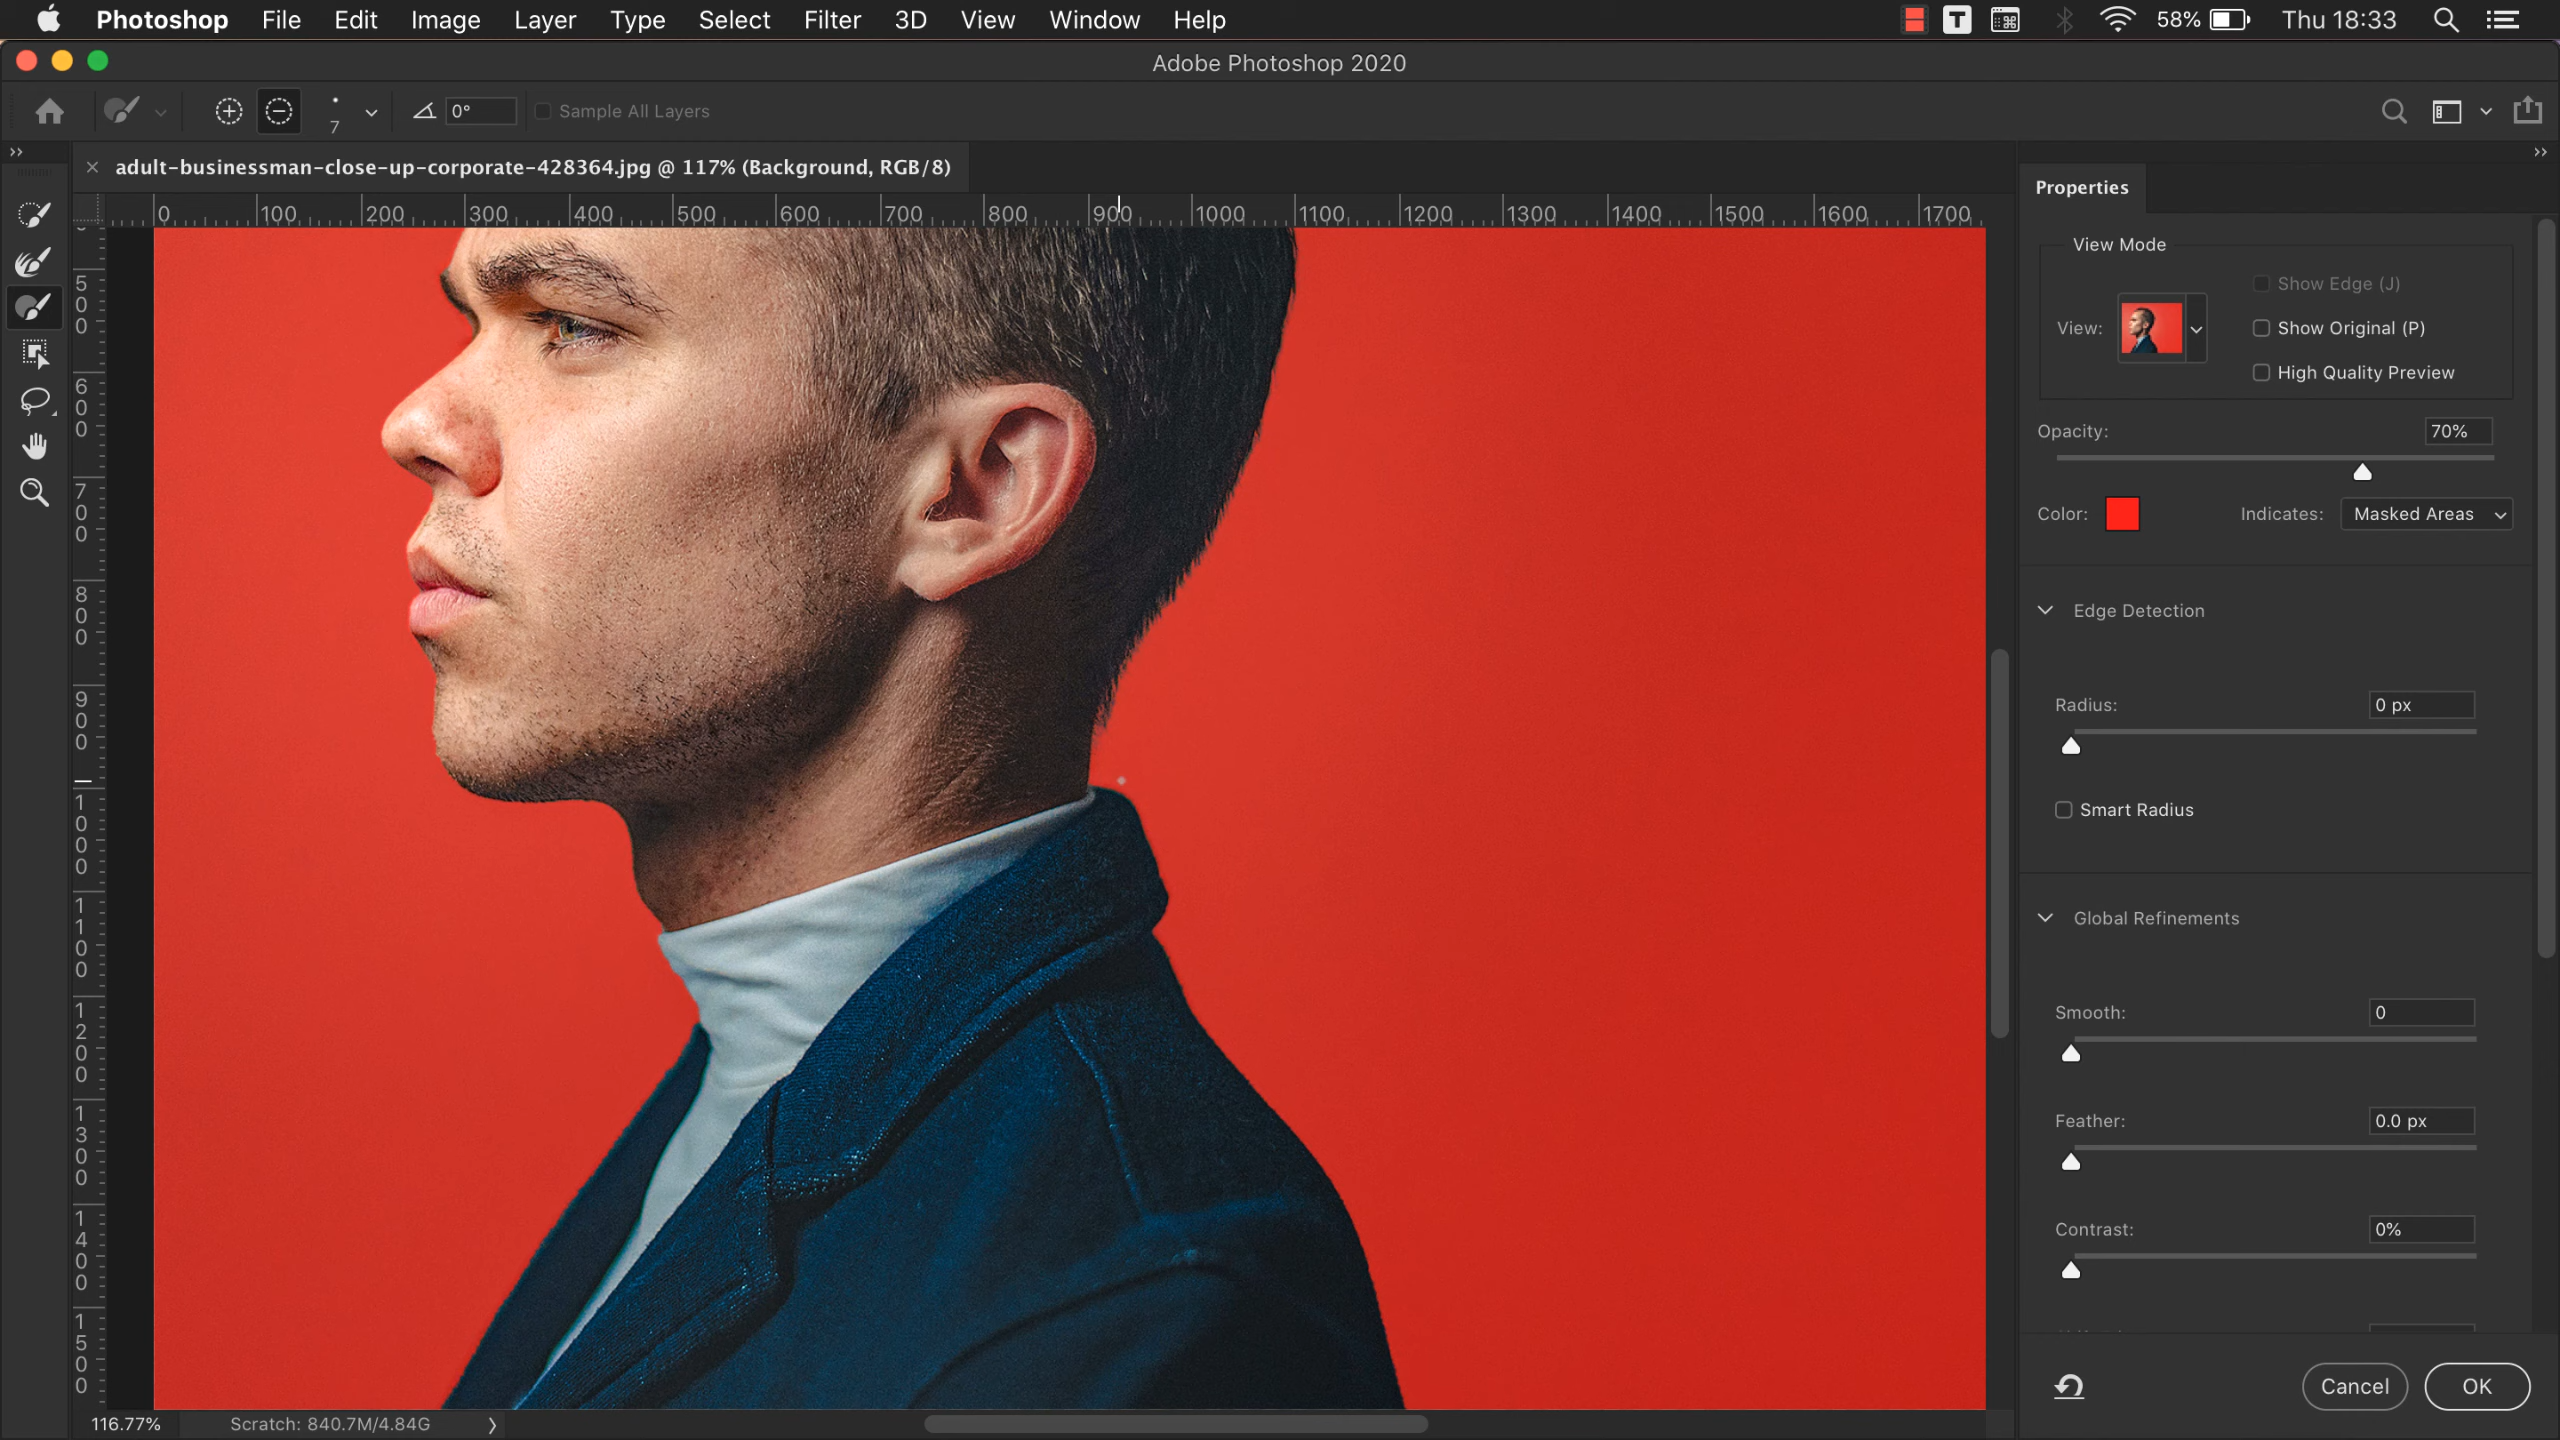 Photoshop File Edit Image Layer Type Select Filter 3D View Window Help 58% Thu 18:33
Adobe Photoshop 2020
7 0° Sample All Layers
adult-businessman-close-up-corporate-428364.jpg @ 117% (Background, RGB/8)
Properties
0 100 200 300 400 500 600 700 800 900 1000 1100 1200 1300 1400 1500 1600 1700
500
600
700
800
900
1000
1100
1200
1300
1400
1500
View Mode
Show Edge (J)
View: Show Original (P)
High Quality Preview
Opacity: 70%
Color: Indicates: Masked Areas
Edge Detection
Radius: 0 px
Smart Radius
Global Refinements
Smooth: 0
Feather: 0.0 px
Contrast: 0%
Cancel OK
116.77% Scratch: 840.7M/4.84G